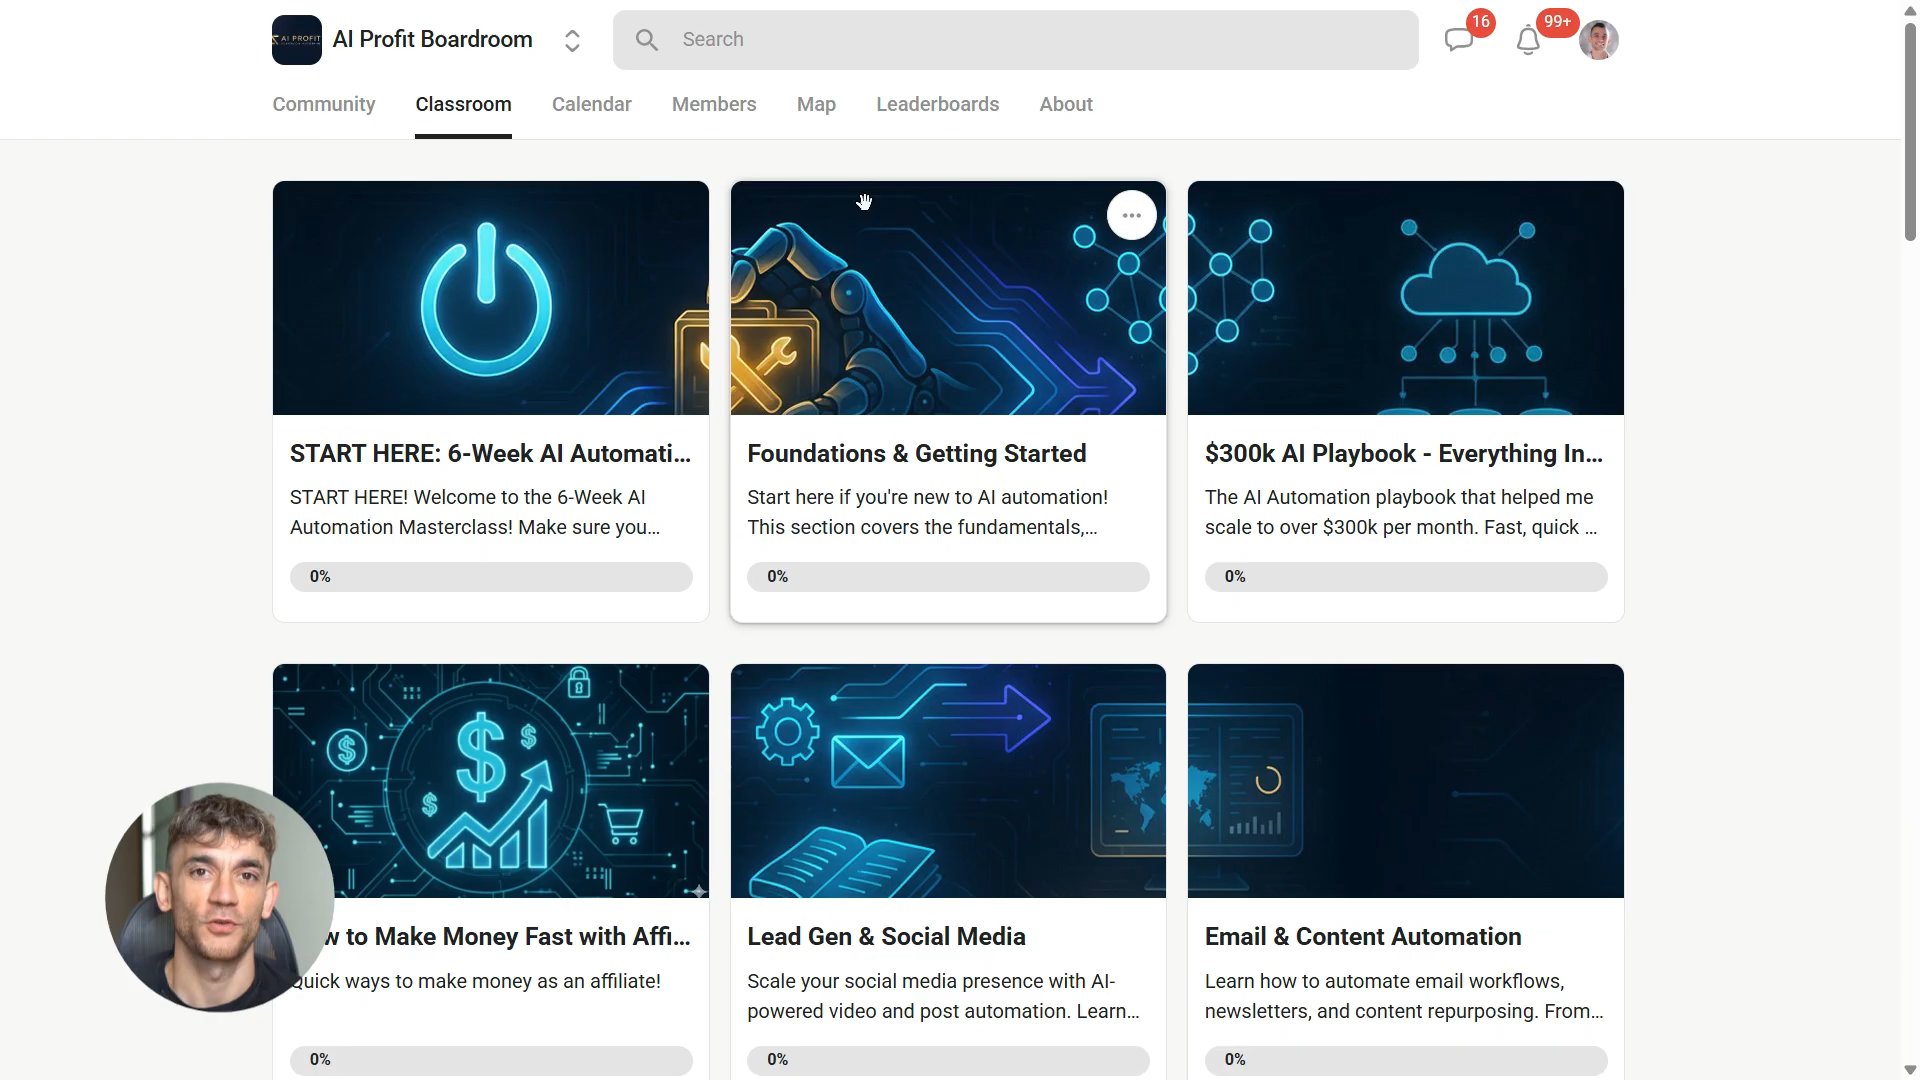 AI PROFIT
AI Profit Boardroom
Search
16
99+
Community
Classroom
Calendar
Members
Map
Leaderboards
About
START HERE: 6-Week AI Automati...
START HERE! Welcome to the 6-Week AI
Automation Masterclass! Make sure you...
0%
Foundations & Getting Started
Start here if you're new to AI automation!
This section covers the fundamentals,...
0%
$300k AI Playbook - Everything In...
The AI Automation playbook that helped me
scale to over $300k per month. Fast, quick ...
0%
w to Make Money Fast with Affi...
Quick ways to make money as an affiliate!
0%
Lead Gen & Social Media
Scale your social media presence with AI-
powered video and post automation. Learn...
0%
Email & Content Automation
Learn how to automate email workflows,
newsletters, and content repurposing. From...
0%